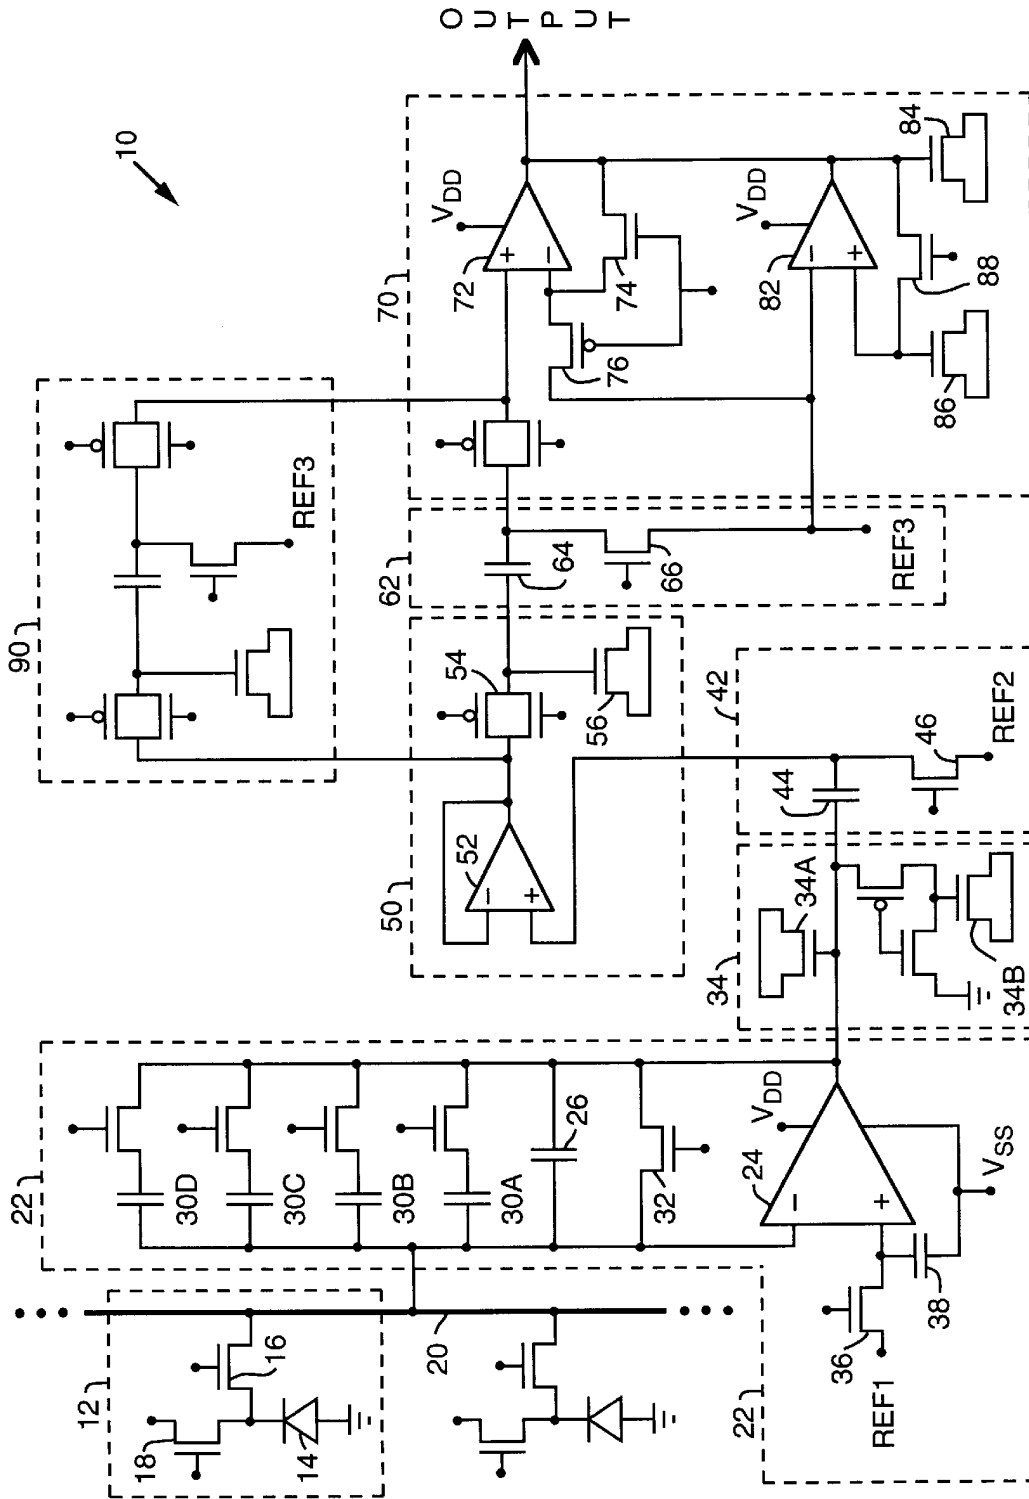 OUTPUT
10
90
REF3
70
72
VDD
+
−
74
76
82
VDD
−
+
88
84
86
62
64
66
REF3
50
52
−
+
54
56
42
44
46
REF2
34
34A
34B
22
30D
30C
30B
30A
26
32
24
VDD
−
+
VSS
38
36
REF1
22
12
18
16
14
20